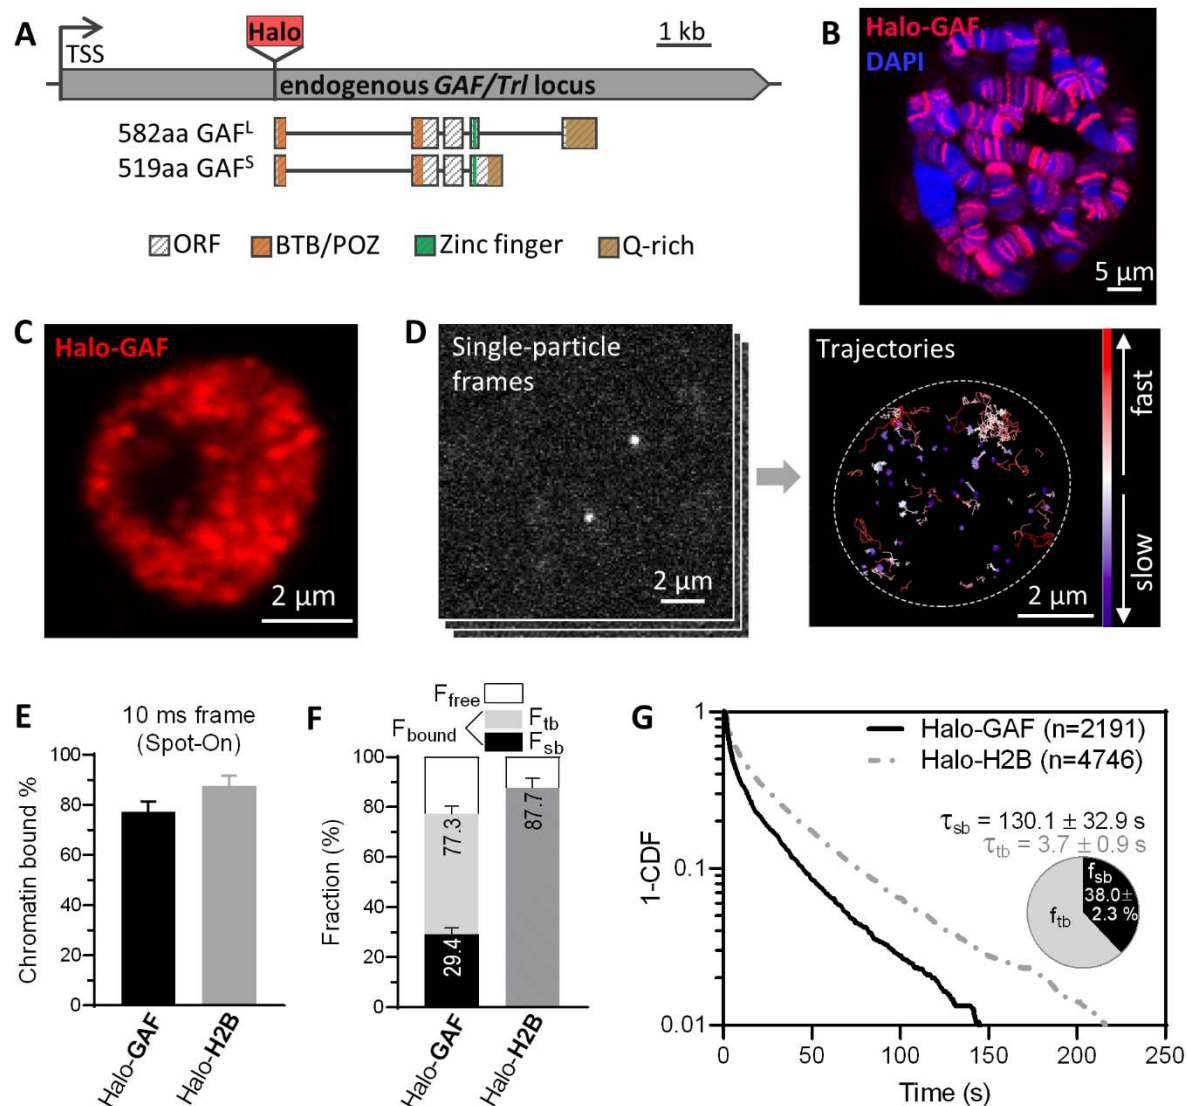 A
TSS
Halo
1 kb
endogenous GAF/Trl locus
582aa GAF^L
519aa GAF^S
ORF
BTB/POZ
Zinc finger
Q-rich
B
Halo-GAF
DAPI
5 μm
C
Halo-GAF
2 μm
D
Single-particle
frames
2 μm
Trajectories
fast
slow
2 μm
E
10 ms frame
(Spot-On)
Chromatin bound %
100
80
60
40
20
0
Halo-GAF
Halo-H2B
F
F_free
F_bound
F_tb
F_sb
Fraction (%)
100
80
60
40
20
0
77.3
29.4
87.7
Halo-GAF
Halo-H2B
G
1-CDF
1
0.1
0.01
Halo-GAF (n=2191)
Halo-H2B (n=4746)
τ_sb = 130.1 ± 32.9 s
τ_tb = 3.7 ± 0.9 s
f_sb
38.0±
2.3 %
f_tb
0 50 100 150 200 250
Time (s)